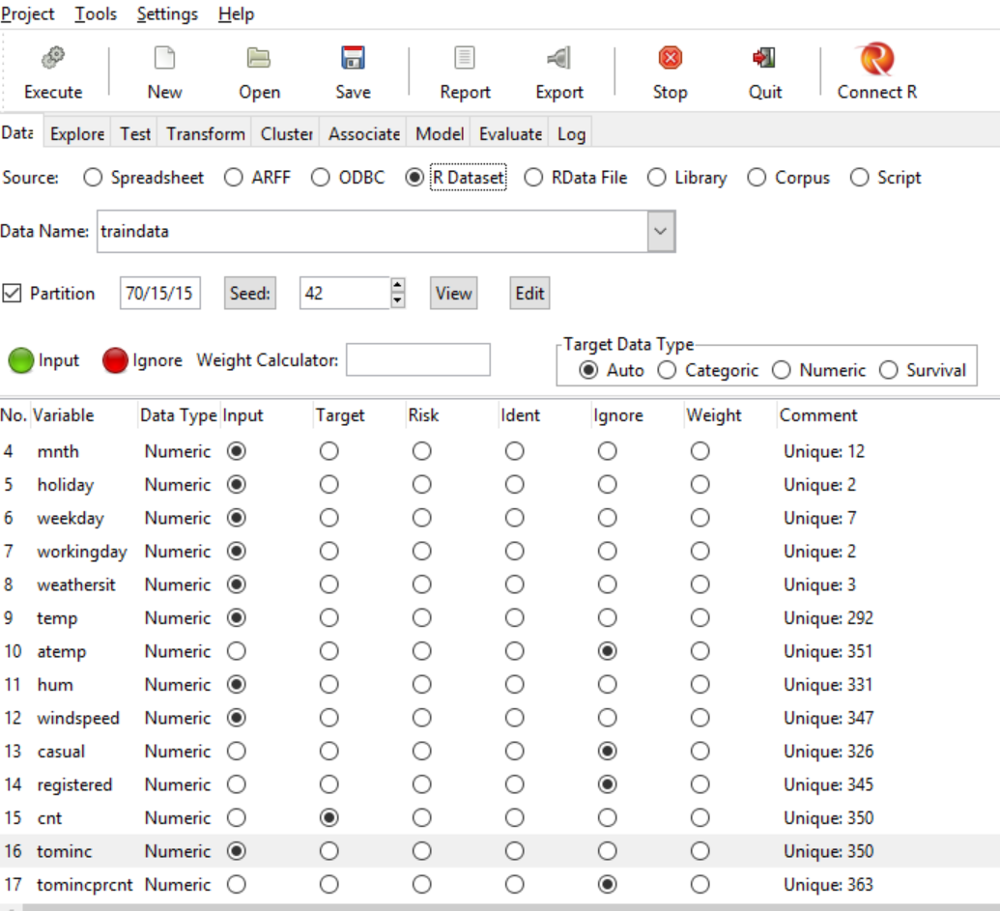 Project Tools Settings Help
Execute New Open Save Report Export Stop Quit Connect R
Data Explore Test Transform Cluster Associate Model Evaluate Log
Source: Spreadsheet ARFF ODBC R Dataset RData File Library Corpus Script
Data Name: traindata
Partition 70/15/15 Seed: 42 View Edit
Target Data Type
Input Ignore Weight Calculator: Auto Categoric Numeric Survival
No. Variable Data Type Input Target Risk Ident Ignore Weight Comment
4 mnth Numeric Unique: 12
5 holiday Numeric Unique: 2
6 weekday Numeric Unique: 7
7 workingday Numeric Unique: 2
8 weathersit Numeric Unique: 3
9 temp Numeric Unique: 292
10 atemp Numeric Unique: 351
11 hum Numeric Unique: 331
12 windspeed Numeric Unique: 347
13 casual Numeric Unique: 326
14 registered Numeric Unique: 345
15 cnt Numeric Unique: 350
16 tominc Numeric Unique: 350
17 tomincprcnt Numeric Unique: 363